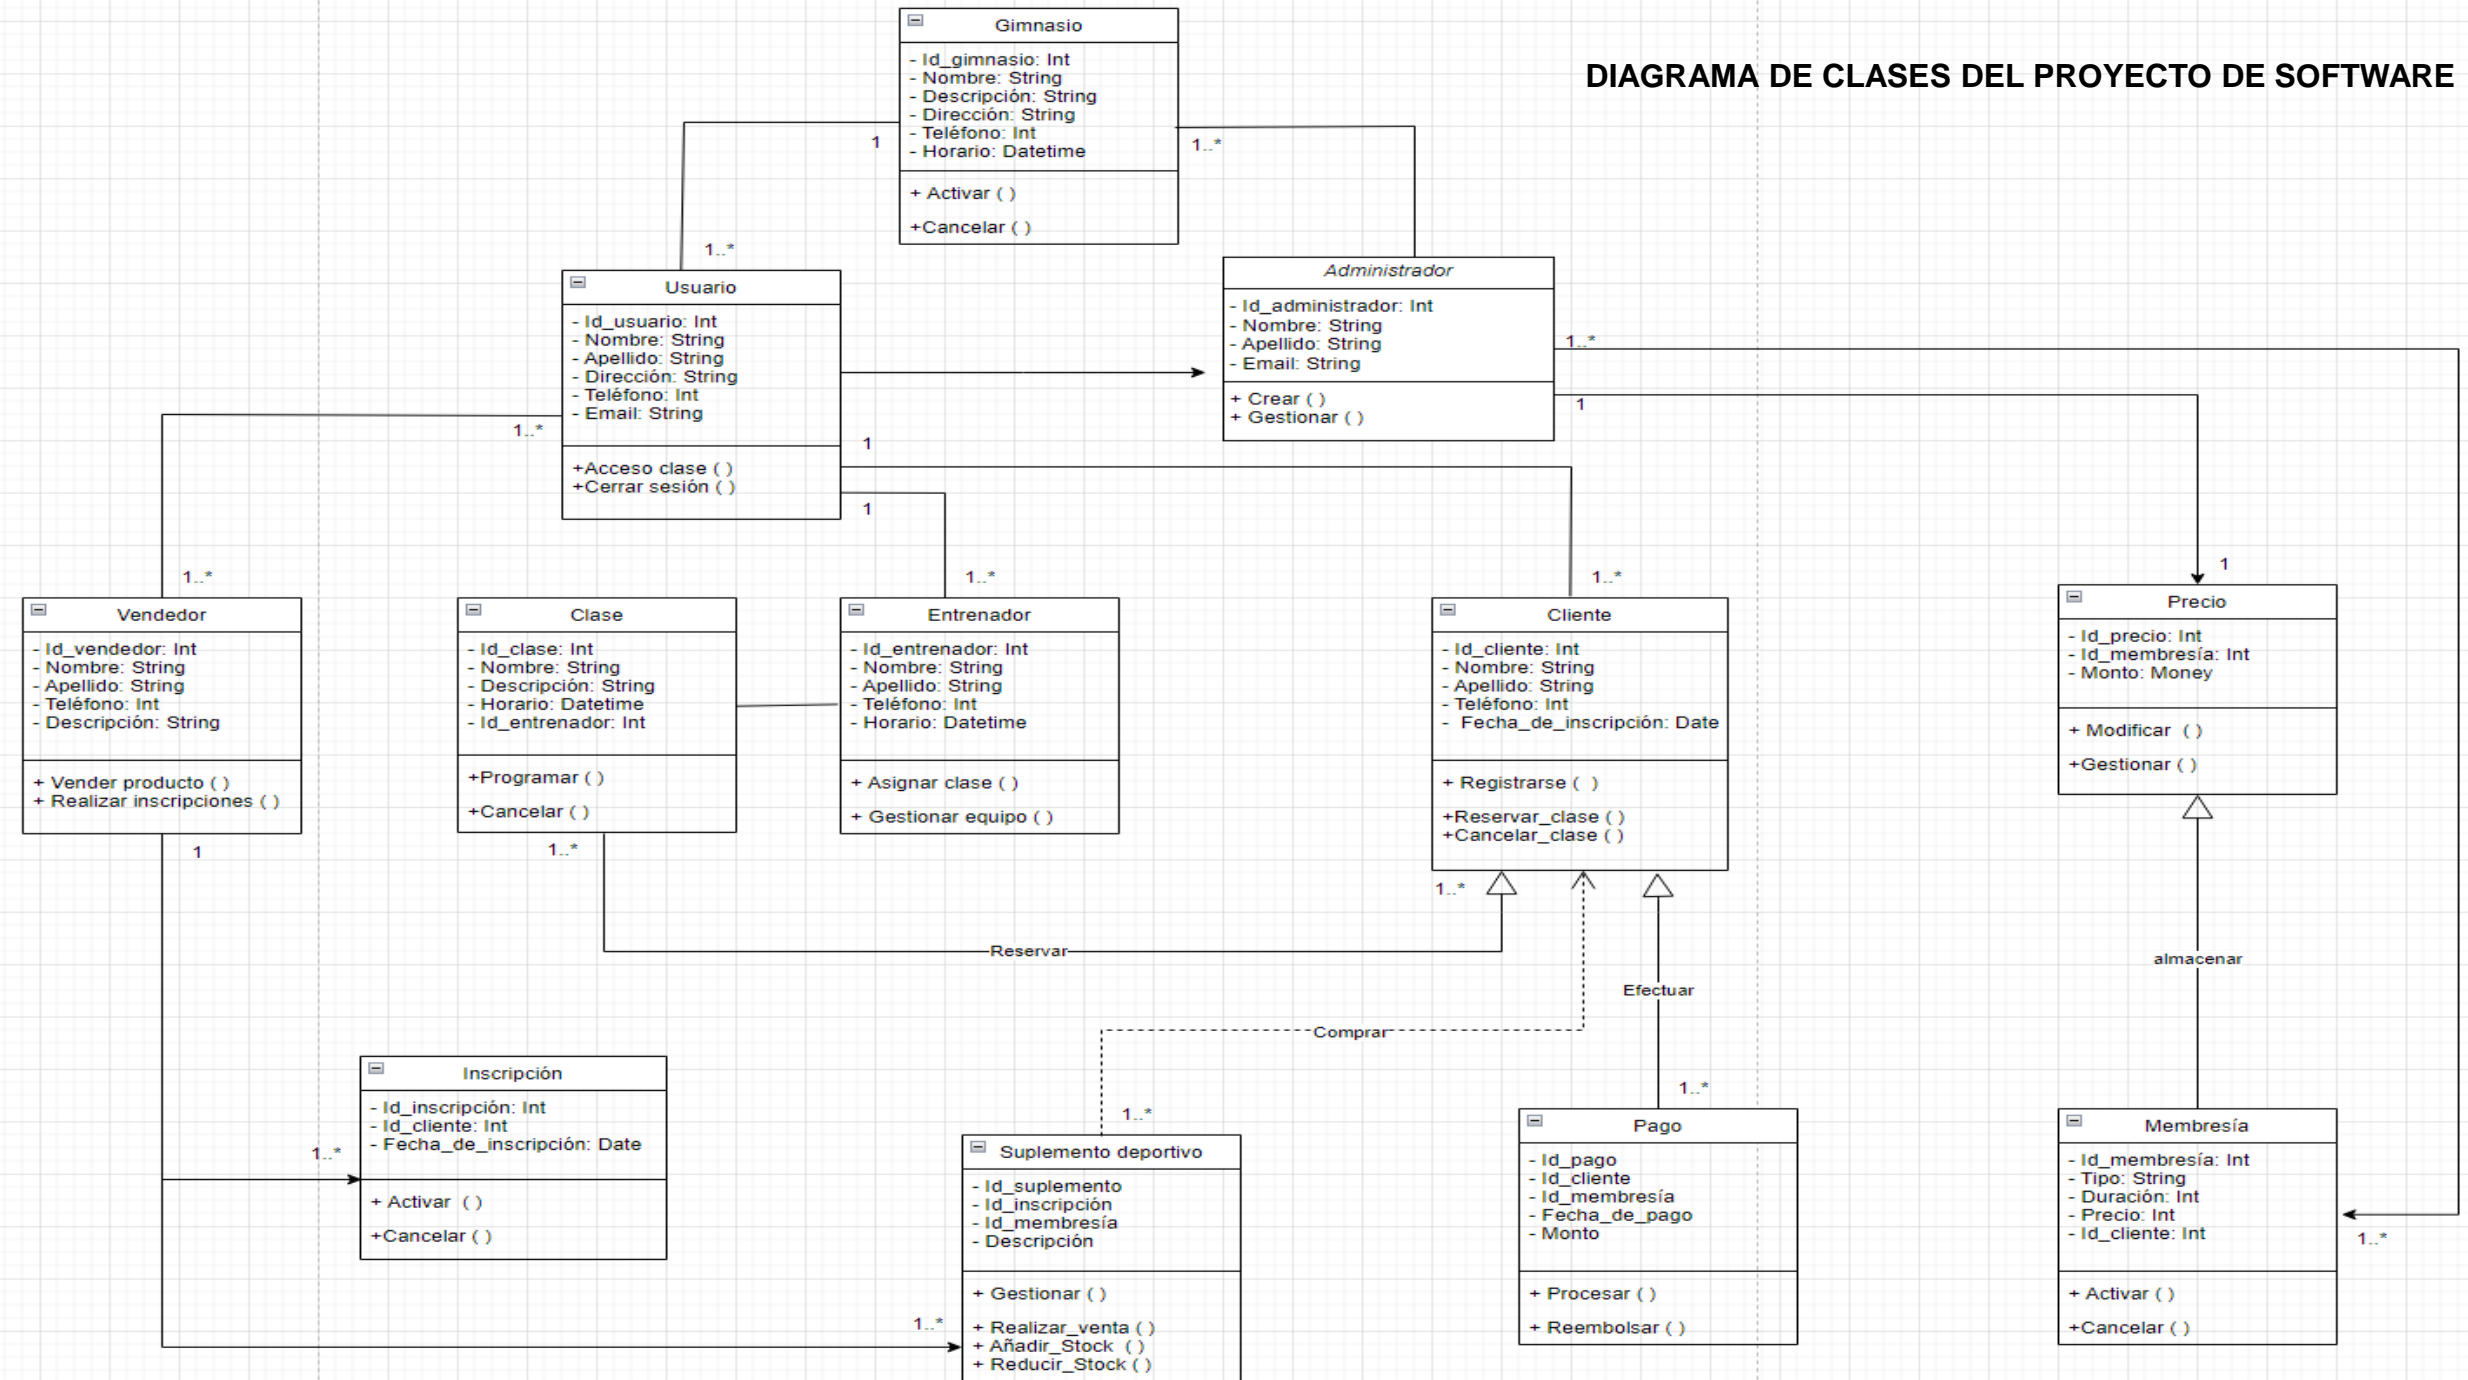 DIAGRAMA DE CLASES DEL PROYECTO DE SOFTWARE
Gimnasio
- Id_gimnasio: Int
- Nombre: String
- Descripción: String
- Dirección: String
- Teléfono: Int
- Horario: Datetime
+ Activar ( )
+Cancelar ( )
1
1..*
1..*
Usuario
- Id_usuario: Int
- Nombre: String
- Apellido: String
- Dirección: String
- Teléfono: Int
- Email: String
+Acceso clase ( )
+Cerrar sesión ( )
1..*
1
1
Administrador
- Id_administrador: Int
- Nombre: String
- Apellido: String
- Email: String
+ Crear ( )
+ Gestionar ( )
1..*
1
1..*
1..*
1..*
1
Vendedor
- Id_vendedor: Int
- Nombre: String
- Apellido: String
- Teléfono: Int
- Descripción: String
+ Vender producto ( )
+ Realizar inscripciones ( )
1
Clase
- Id_clase: Int
- Nombre: String
- Descripción: String
- Horario: Datetime
- Id_entrenador: Int
+Programar ( )
+Cancelar ( )
1..*
Entrenador
- Id_entrenador: Int
- Nombre: String
- Apellido: String
- Teléfono: Int
- Horario: Datetime
+ Asignar clase ( )
+ Gestionar equipo ( )
Cliente
- Id_cliente: Int
- Nombre: String
- Apellido: String
- Teléfono: Int
- Fecha_de_inscripción: Date
+ Registrarse ( )
+Reservar_clase ( )
+Cancelar_clase ( )
1..*
Precio
- Id_precio: Int
- Id_membresía: Int
- Monto: Money
+ Modificar ( )
+Gestionar ( )
Reservar
almacenar
Efectuar
Comprar
Inscripción
- Id_inscripción: Int
- Id_cliente: Int
- Fecha_de_inscripción: Date
+ Activar ( )
+Cancelar ( )
1..*
1..*
Suplemento deportivo
- Id_suplemento
- Id_inscripción
- Id_membresía
- Descripción
+ Gestionar ( )
+ Realizar_venta ( )
+ Añadir_Stock ( )
+ Reducir_Stock ( )
1..*
1..*
Pago
- Id_pago
- Id_cliente
- Id_membresía
- Fecha_de_pago
- Monto
+ Procesar ( )
+ Reembolsar ( )
Membresía
- Id_membresía: Int
- Tipo: String
- Duración: Int
- Precio: Int
- Id_cliente: Int
+ Activar ( )
+Cancelar ( )
1..*